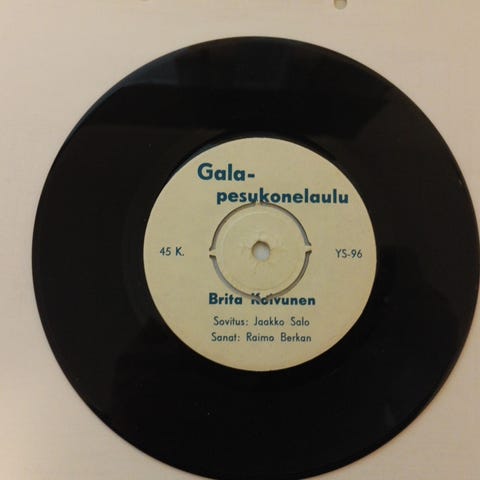 Gala-
pesukonelaulu
45 K.
YS-96
Brita Koivunen
Sovitus: Jaakko Salo
Sanat: Raimo Berkan